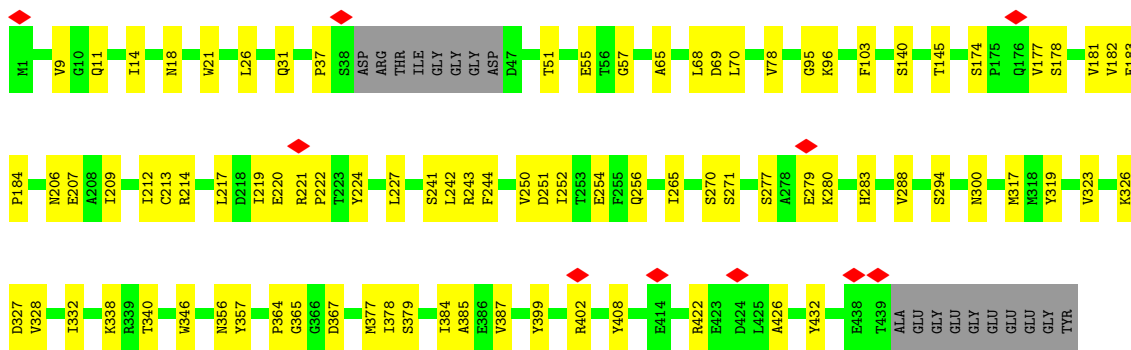 M1 V9 G10 Q11 I14 N18 W21 L26 Q31 P37 S38 ASP ARG THR ILE GLY GLY GLY ASP D47 T51 E55 T56 G57 A65 L68 D69 L70 V78 G95 K96 F103 S140 T145 S174 P175 Q176 V177 S178 V181 V182 E183
P184 N206 E207 A208 I209 I212 C213 R214 L217 D218 I219 E220 R221 P222 T223 Y224 L227 S241 L242 R243 F244 V250 D251 I252 T253 E254 F255 Q256 I265 S270 S271 S277 A278 E279 K280 H283 V288 S294 N300 M317 M318 Y319 V323 K326
D327 V328 I332 K338 R339 T340 W346 N356 Y357 P364 G365 G366 D367 M377 I378 S379 I384 A385 E386 V387 Y399 R402 Y408 E414 R422 E423 D424 L425 A426 Y432 E438 T439 ALA GLU GLY GLU GLY GLU GLU GLU GLY TYR